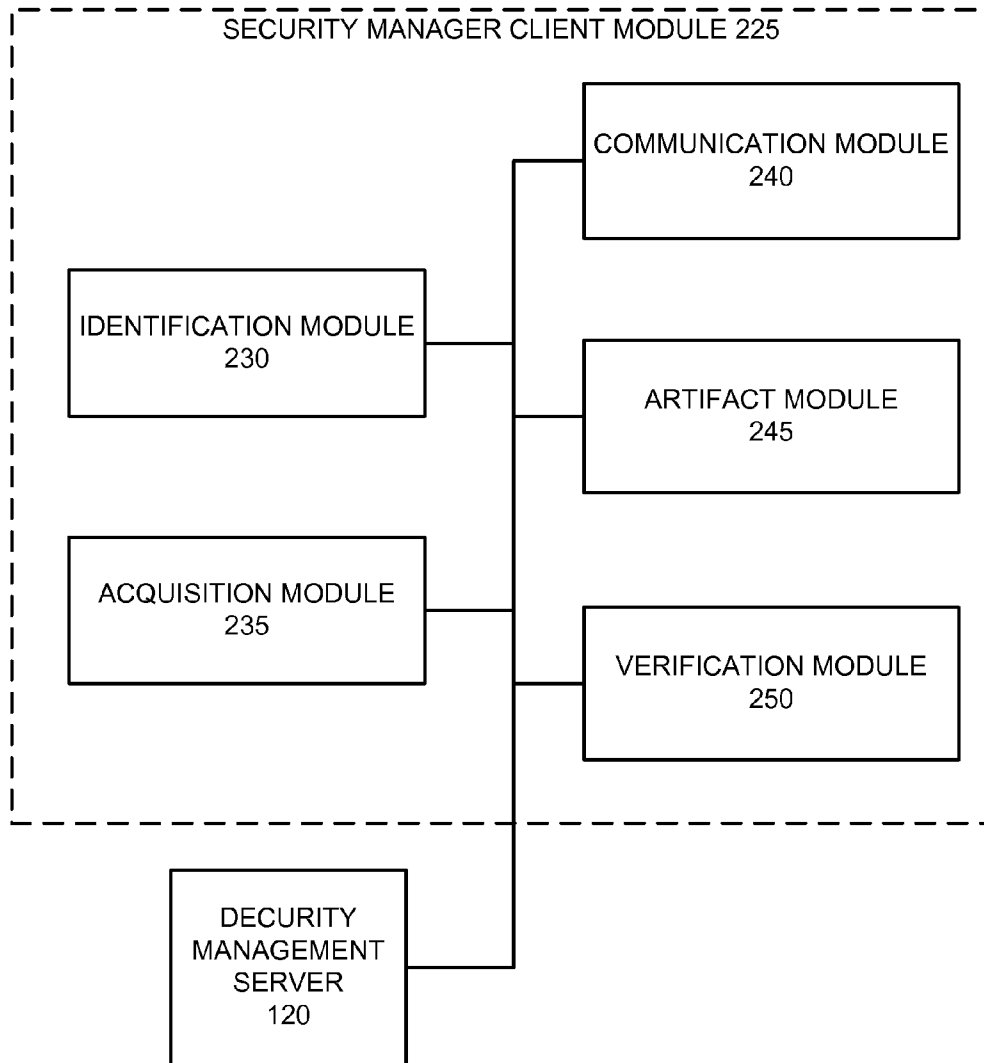 SECURITY MANAGER CLIENT MODULE 225
COMMUNICATION MODULE
240
IDENTIFICATION MODULE
230
ARTIFACT MODULE
245
ACQUISITION MODULE
235
VERIFICATION MODULE
250
DECURITY
MANAGEMENT
SERVER
120